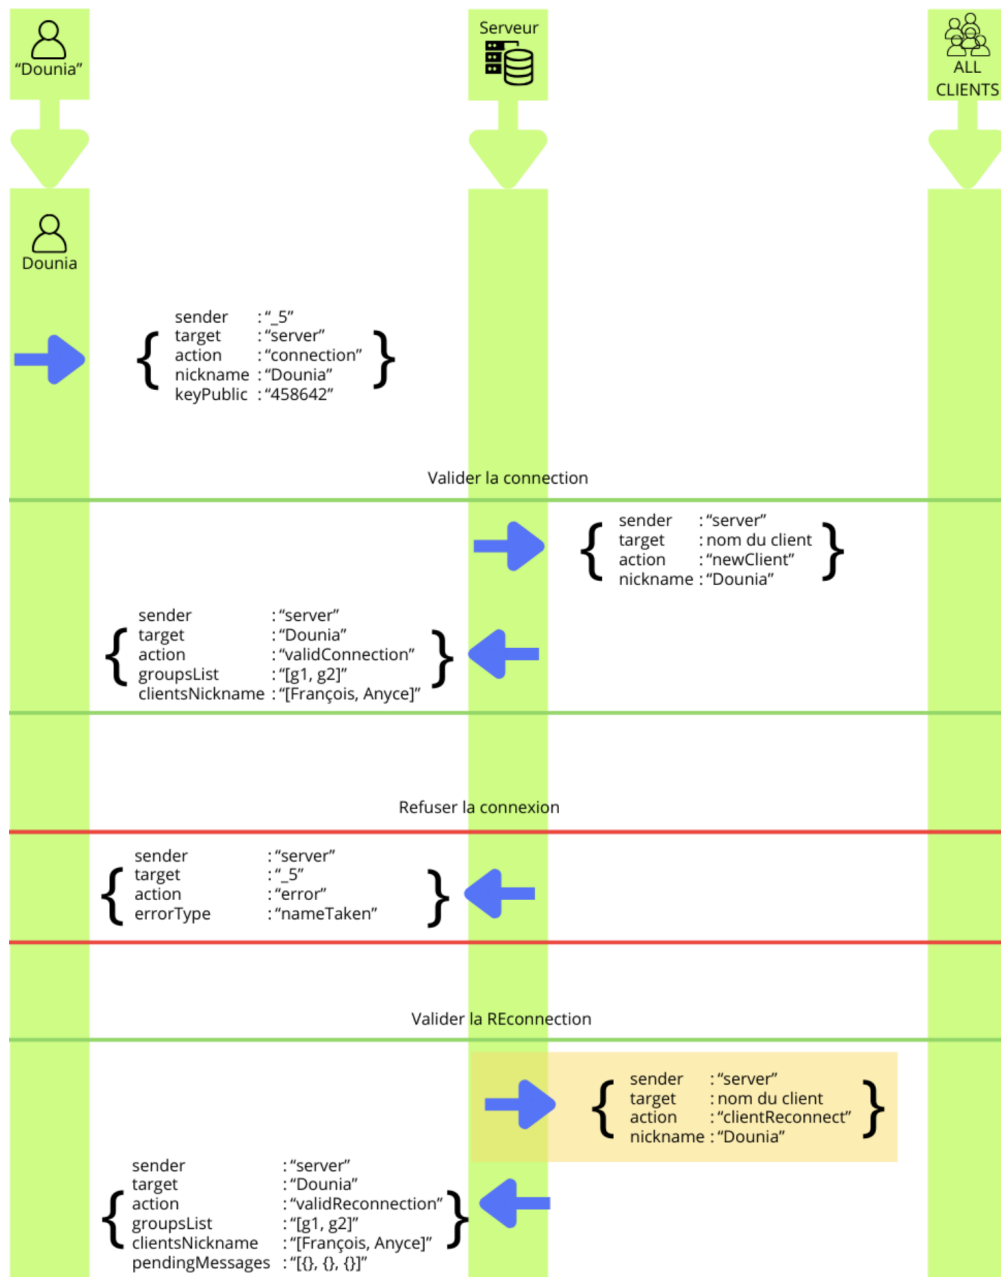 “Dounia”
Serveur
ALL
CLIENTS
Dounia
{
sender : “_5”
target : “server”
action : “connection”
nickname : “Dounia”
keyPublic : “458642”
}
Valider la connection
{
sender : “server”
target : nom du client
action : “newClient”
nickname : “Dounia”
}
{
sender : “server”
target : “Dounia”
action : “validConnection”
groupsList : “[g1, g2]”
clientsNickname : “[François, Anyce]”
}
Refuser la connexion
{
sender : “server”
target : “_5”
action : “error”
errorType : “nameTaken”
}
Valider la REconnection
{
sender : “server”
target : nom du client
action : “clientReconnect”
nickname : “Dounia”
}
{
sender : “server”
target : “Dounia”
action : “validReconnection”
groupsList : “[g1, g2]”
clientsNickname : “[François, Anyce]”
pendingMessages : “[{}, {}, {}]”
}